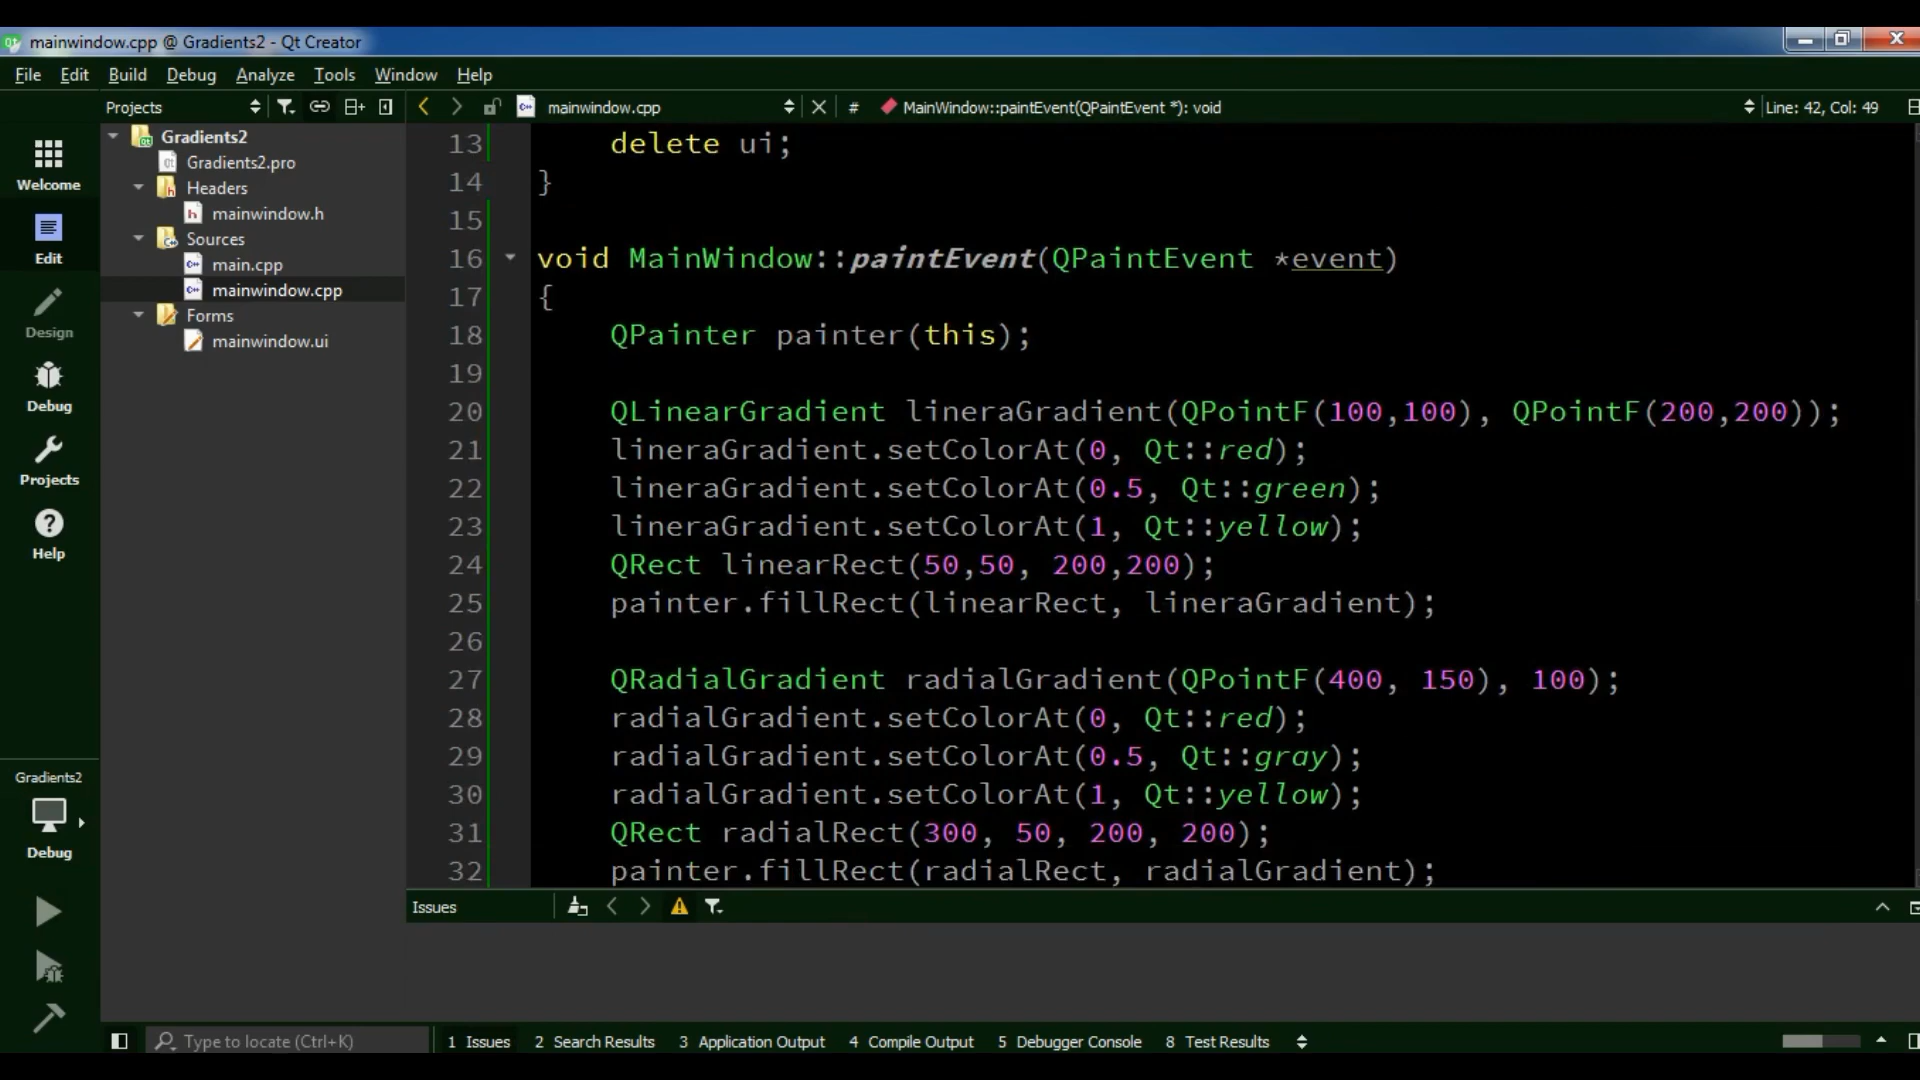 mainwindow.cpp @ Gradients2 - Qt Creator
File Edit Build Debug Analyze Tools Window Help
Projects mainwindow.cpp # MainWindow::paintEvent(QPaintEvent *): void Line: 42, Col: 49
Welcome
Edit
Design
Debug
Projects
Help
Gradients2
Debug
Gradients2
Gradients2.pro
Headers
mainwindow.h
Sources
main.cpp
mainwindow.cpp
Forms
mainwindow.ui
13 delete ui;
14 }
15
16 void MainWindow::paintEvent(QPaintEvent *event)
17 {
18 QPainter painter(this);
19
20 QLinearGradient lineraGradient(QPointF(100,100), QPointF(200,200));
21 lineraGradient.setColorAt(0, Qt::red);
22 lineraGradient.setColorAt(0.5, Qt::green);
23 lineraGradient.setColorAt(1, Qt::yellow);
24 QRect linearRect(50,50, 200,200);
25 painter.fillRect(linearRect, lineraGradient);
26
27 QRadialGradient radialGradient(QPointF(400, 150), 100);
28 radialGradient.setColorAt(0, Qt::red);
29 radialGradient.setColorAt(0.5, Qt::gray);
30 radialGradient.setColorAt(1, Qt::yellow);
31 QRect radialRect(300, 50, 200, 200);
32 painter.fillRect(radialRect, radialGradient);
Issues
Type to locate (Ctrl+K) 1 Issues 2 Search Results 3 Application Output 4 Compile Output 5 Debugger Console 8 Test Results